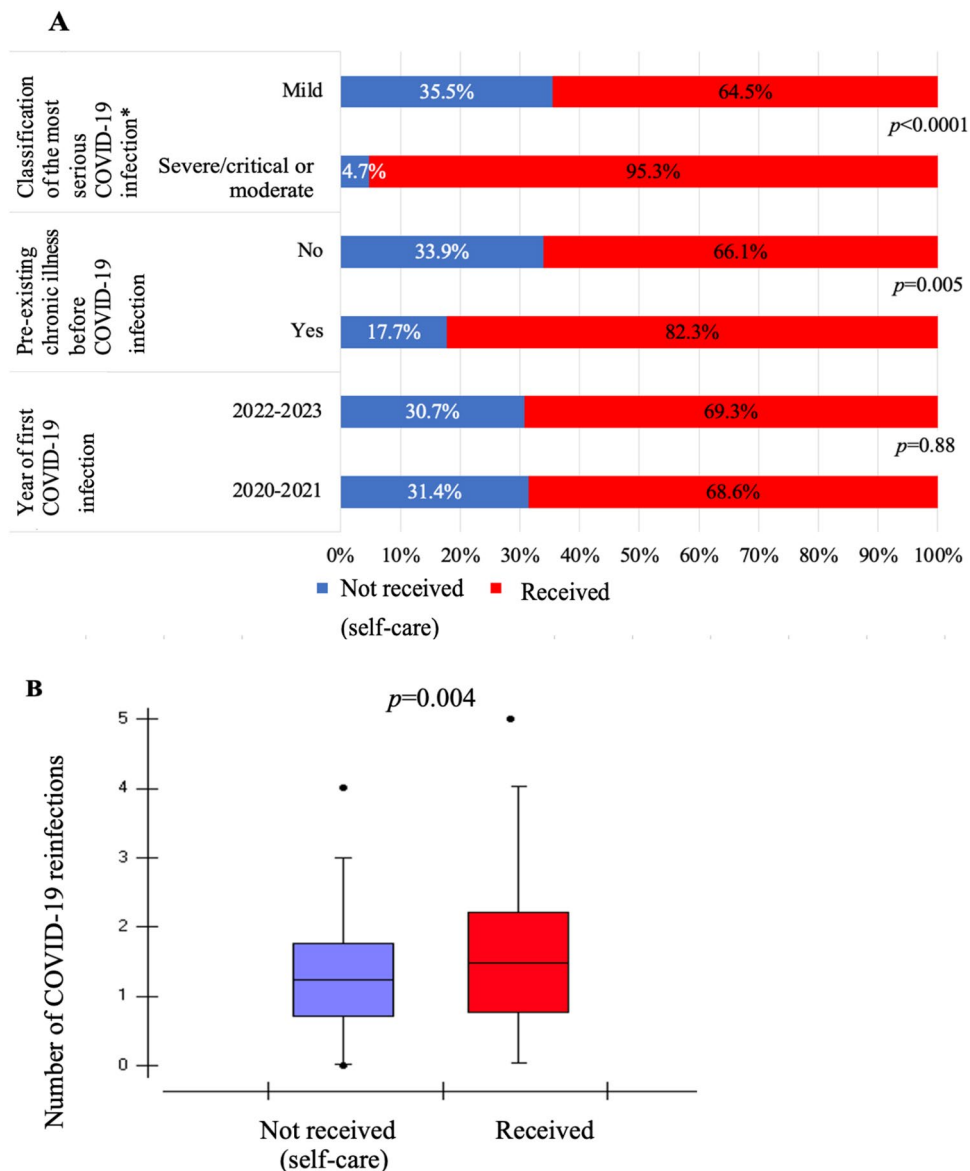 A
Classification
of the most
serious
COVID-19
infection*
Mild
35.5%
64.5%
p<0.0001
Severe/critical or
moderate
4.7%
95.3%
Pre-existing
chronic illness
before
COVID-19
infection
No
33.9%
66.1%
p=0.005
Yes
17.7%
82.3%
Year of first
COVID-19
infection
2022-2023
30.7%
69.3%
p=0.88
2020-2021
31.4%
68.6%
0% 10% 20% 30% 40% 50% 60% 70% 80% 90% 100%
Not received
(self-care)
Received
B
p=0.004
Number of COVID-19 reinfections
5
4
3
2
1
0
Not received
(self-care)
Received